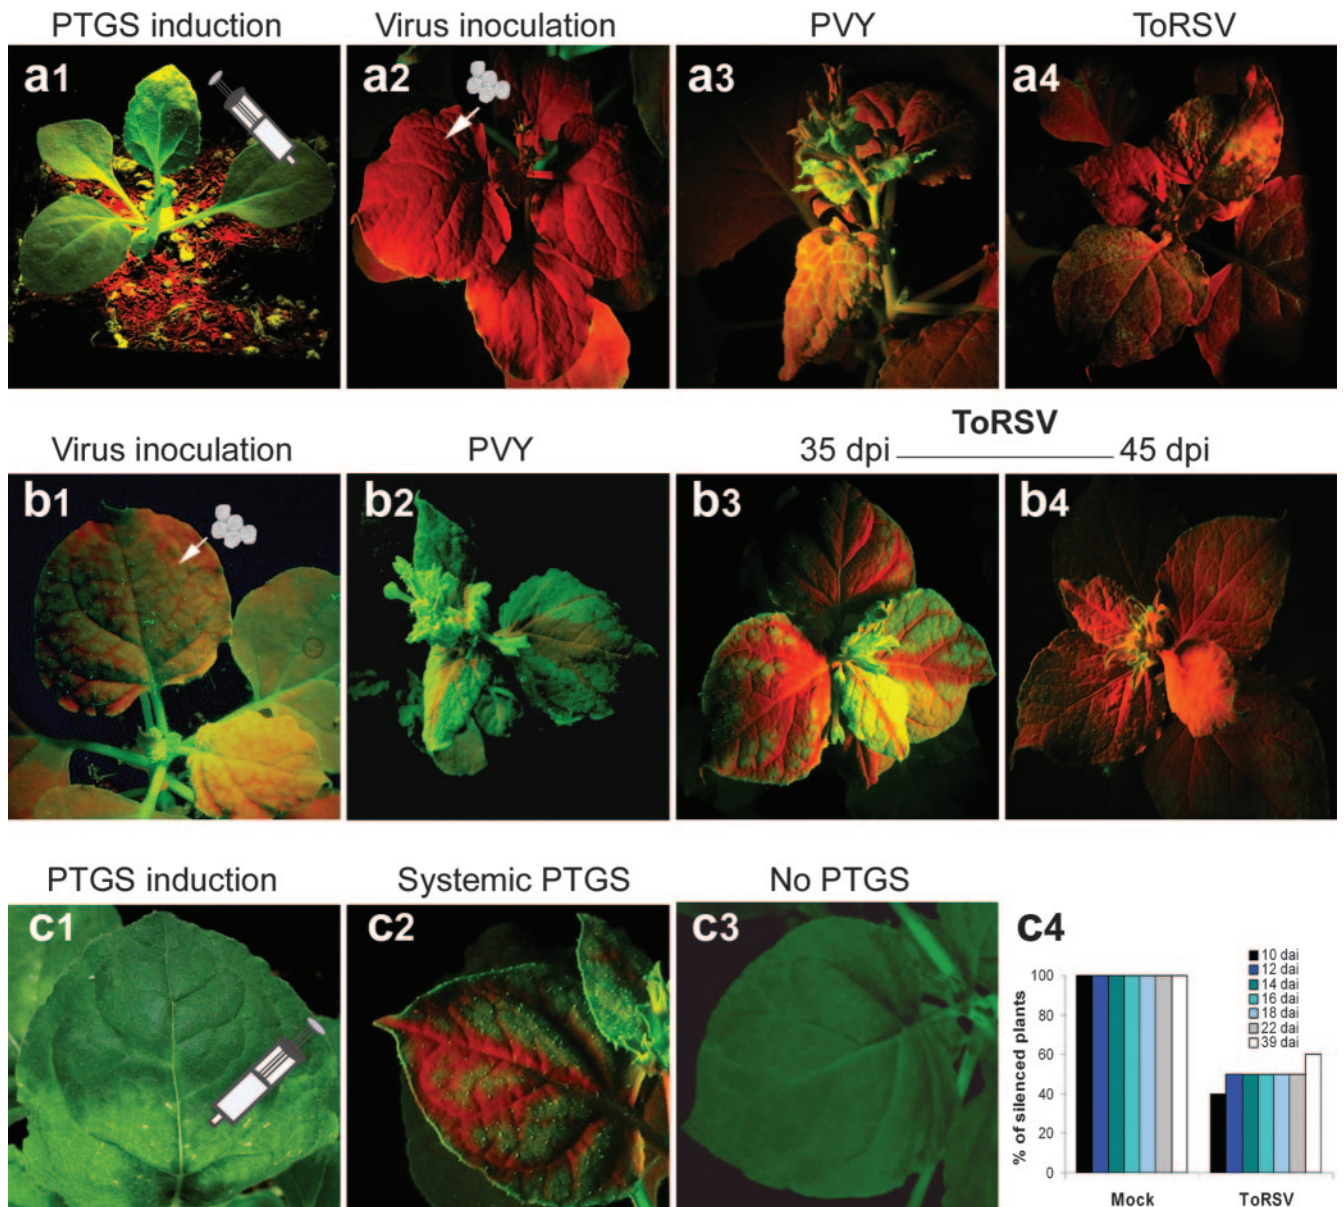 PTGS induction Virus inoculation PVY ToRSV
a1 a2 a3 a4
ToRSV
Virus inoculation PVY 35 dpi 45 dpi
b1 b2 b3 b4
PTGS induction Systemic PTGS No PTGS
c1 c2 c3 c4
10 dai
12 dai
14 dai
16 dai
18 dai
22 dai
39 dai
% of silenced plants
100
80
60
40
20
0
Mock ToRSV